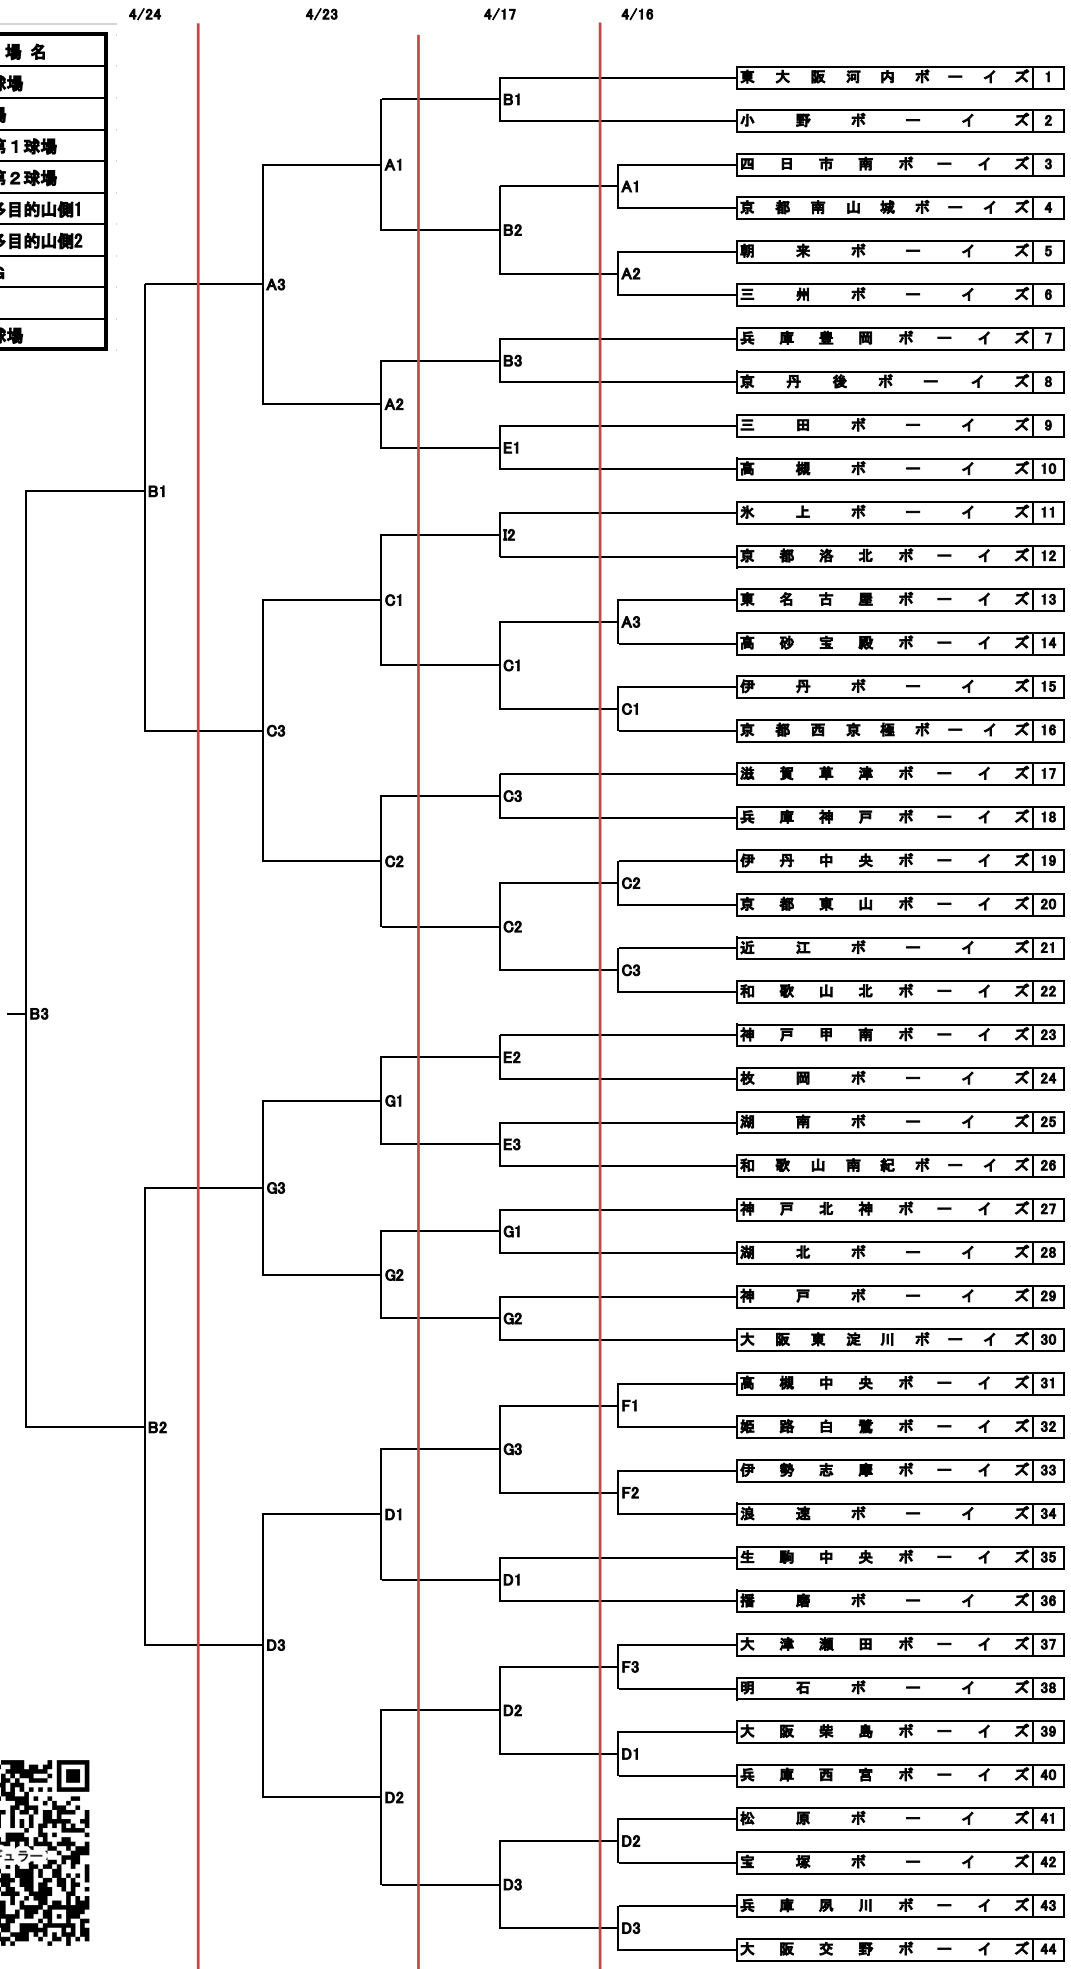 4/24 4/23 4/17 4/16
場 名
球場
場
第１球場
第２球場
多目的山側1
多目的山側2
G
球場
東大阪河内ボーイズ 1
B1
小野ボーイズ 2
A1
四日市南ボーイズ 3
A1
京都南山城ボーイズ 4
B2
朝来ボーイズ 5
A2
三州ボーイズ 6
A3
兵庫豊岡ボーイズ 7
B3
京丹後ボーイズ 8
A2
三田ボーイズ 9
E1
高槻ボーイズ 10
B1
氷上ボーイズ 11
I2
京都洛北ボーイズ 12
C1
東名古屋ボーイズ 13
A3
高砂宝殿ボーイズ 14
C1
伊丹ボーイズ 15
C1
京都西京極ボーイズ 16
C3
滋賀草津ボーイズ 17
C3
兵庫神戸ボーイズ 18
C2
伊丹中央ボーイズ 19
C2
京都東山ボーイズ 20
C2
近江ボーイズ 21
C3
和歌山北ボーイズ 22
B3
神戸甲南ボーイズ 23
E2
枚岡ボーイズ 24
G1
湖南ボーイズ 25
E3
和歌山南紀ボーイズ 26
G3
神戸北神ボーイズ 27
G1
湖北ボーイズ 28
G2
神戸ボーイズ 29
G2
大阪東淀川ボーイズ 30
高槻中央ボーイズ 31
F1
姫路白鷺ボーイズ 32
B2
G3
伊勢志摩ボーイズ 33
F2
浪速ボーイズ 34
D1
生駒中央ボーイズ 35
D1
播磨ボーイズ 36
D3
大津瀬田ボーイズ 37
F3
明石ボーイズ 38
D2
大阪柴島ボーイズ 39
D1
兵庫西宮ボーイズ 40
D2
松原ボーイズ 41
D2
宝塚ボーイズ 42
D3
兵庫夙川ボーイズ 43
D3
大阪交野ボーイズ 44
ュラー